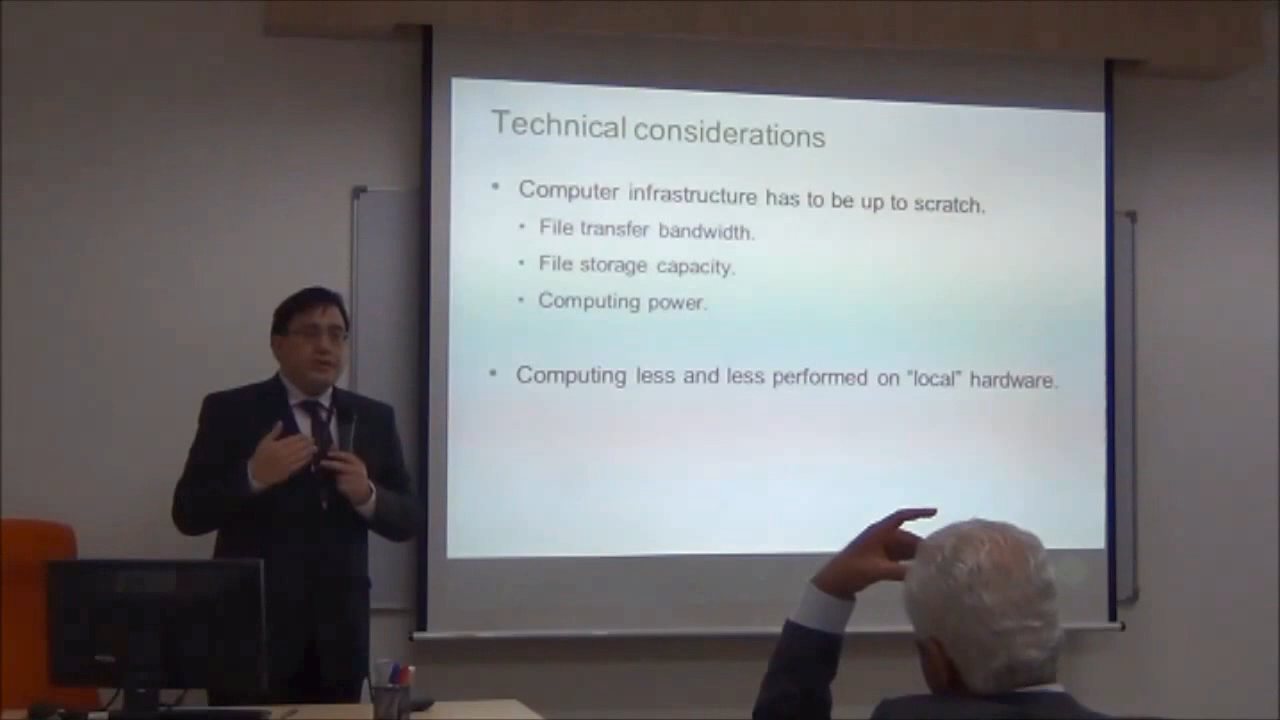 Technical considerations
• Computer infrastructure has to be up to scratch.
• File transfer bandwidth.
• File storage capacity.
• Computing power.
• Computing less and less performed on "local" hardware.